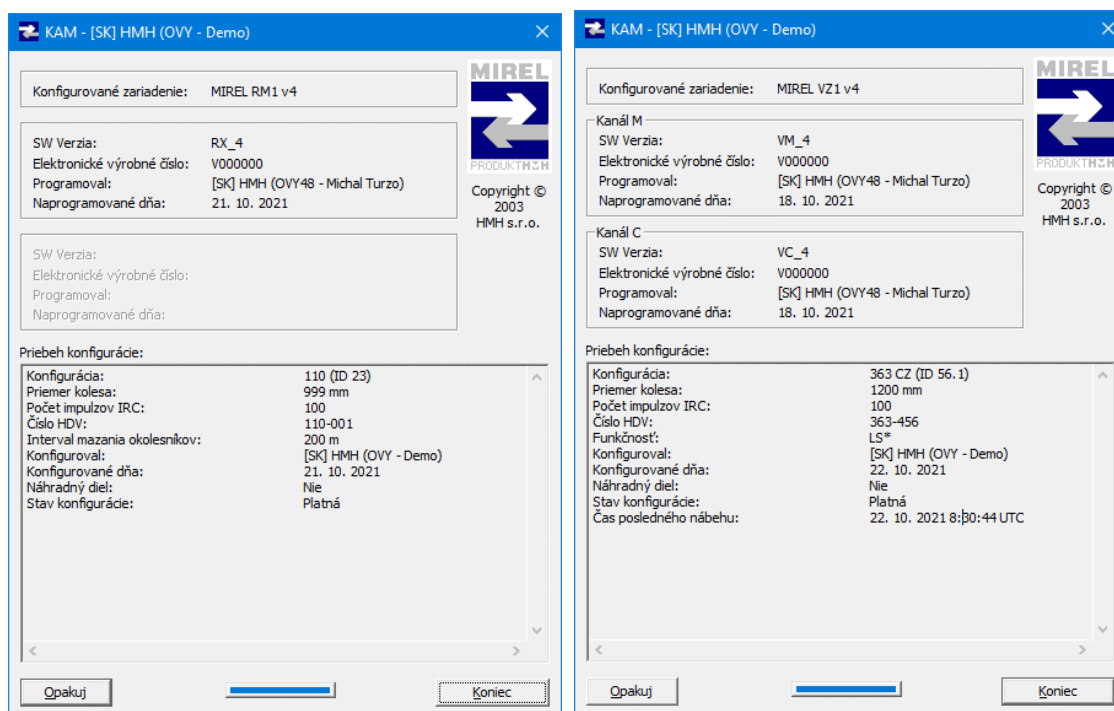 KAM - [SK] HMH (OVY - Demo)
Konfigurované zariadenie: MIREL RM1 v4
MIREL
PRODUKTHMH
Copyright ©
2003
HMH s.r.o.
SW Verzia: RX_4
Elektronické výrobné číslo: V000000
Programoval: [SK] HMH (OVY48 - Michal Turzo)
Naprogramované dňa: 21. 10. 2021
SW Verzia:
Elektronické výrobné číslo:
Programoval:
Naprogramované dňa:
Priebeh konfigurácie:
Konfigurácia: 110 (ID 23)
Priemer kolesa: 999 mm
Počet impulzov IRC: 100
Číslo HDV: 110-001
Interval mazania okolesníkov: 200 m
Konfiguroval: [SK] HMH (OVY - Demo)
Konfigurované dňa: 21. 10. 2021
Náhradný diel: Nie
Stav konfigurácie: Platná
Opakuj
Koniec
KAM - [SK] HMH (OVY - Demo)
Konfigurované zariadenie: MIREL VZ1 v4
MIREL
PRODUKTHMH
Copyright ©
2003
HMH s.r.o.
Kanál M
SW Verzia: VM_4
Elektronické výrobné číslo: V000000
Programoval: [SK] HMH (OVY48 - Michal Turzo)
Naprogramované dňa: 18. 10. 2021
Kanál C
SW Verzia: VC_4
Elektronické výrobné číslo: V000000
Programoval: [SK] HMH (OVY48 - Michal Turzo)
Naprogramované dňa: 18. 10. 2021
Priebeh konfigurácie:
Konfigurácia: 363 CZ (ID 56.1)
Priemer kolesa: 1200 mm
Počet impulzov IRC: 100
Číslo HDV: 363-456
Funkčnosť: LS*
Konfiguroval: [SK] HMH (OVY - Demo)
Konfigurované dňa: 22. 10. 2021
Náhradný diel: Nie
Stav konfigurácie: Platná
Čas posledného nábehu: 22. 10. 2021 8:30:44 UTC
Opakuj
Koniec